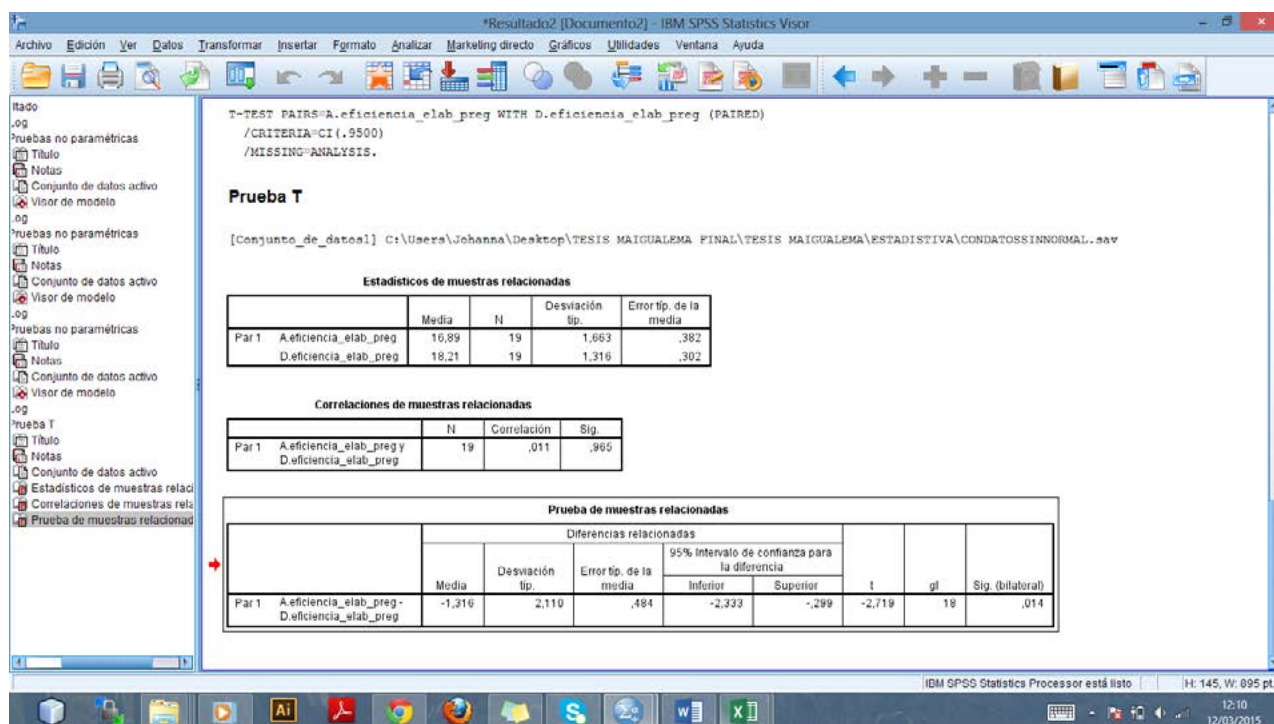 *Resultado2 [Documento2] - IBM SPSS Statistics Visor
Archivo Edición Ver Datos Transformar Insertar Formato Analizar Marketing directo Gráficos Utilidades Ventana Ayuda
ltado
.og
Pruebas no paramétricas
Título
Notas
Conjunto de datos activo
Visor de modelo
.og
Pruebas no paramétricas
Título
Notas
Conjunto de datos activo
Visor de modelo
.og
Pruebas no paramétricas
Título
Notas
Conjunto de datos activo
Visor de modelo
.og
Prueba T
Título
Notas
Conjunto de datos activo
Estadísticos de muestras relaci
Correlaciones de muestras rela
Prueba de muestras relacionad
T-TEST PAIRS=A.eficiencia_elab_preg WITH D.eficiencia_elab_preg (PAIRED)
/CRITERIA=CI(.9500)
/MISSING=ANALYSIS.
Prueba T
[Conjunto_de_datos1] C:\Users\Johanna\Desktop\TESIS MAIGUALEMA FINAL\TESIS MAIGUALEMA\ESTADISTIVA\CONDATOSSINNORMAL.sav
Estadísticos de muestras relacionadas
Media N Desviación típ. Error típ. de la media
Par 1 A.eficiencia_elab_preg 16,89 19 1,663 ,382
D.eficiencia_elab_preg 18,21 19 1,316 ,302
Correlaciones de muestras relacionadas
N Correlación Sig.
Par 1 A.eficiencia_elab_preg y D.eficiencia_elab_preg 19 ,011 ,965
Prueba de muestras relacionadas
Diferencias relacionadas
95% Intervalo de confianza para la diferencia
Media Desviación típ. Error típ. de la media Inferior Superior t gl Sig. (bilateral)
Par 1 A.eficiencia_elab_preg - D.eficiencia_elab_preg -1,316 2,110 ,484 -2,333 -,299 -2,719 18 ,014
IBM SPSS Statistics Processor está listo H: 145, W: 895 pt.
Ai
12:10
12/03/2015